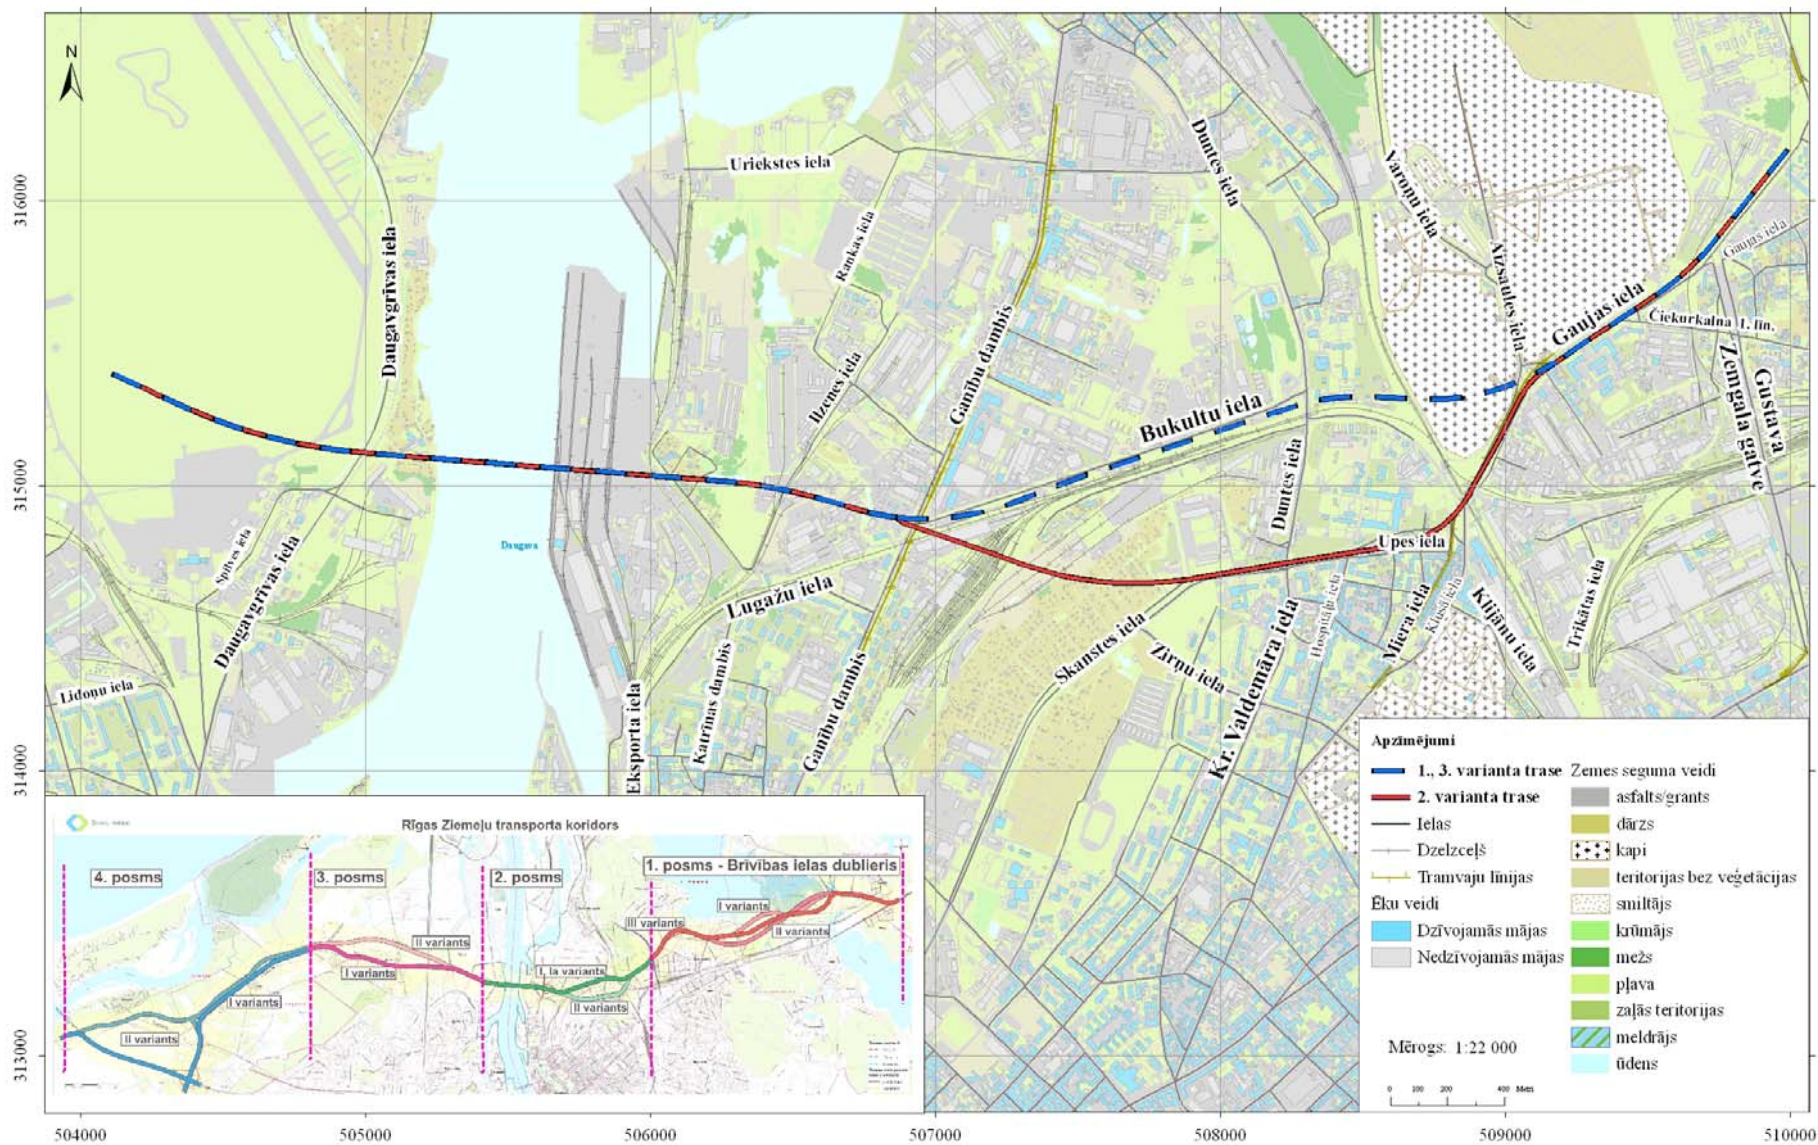 N
Uriekstes iela
Duntes iela
Varoņu iela
Rankas iela
Daugavgrīvas iela
Aizsaules iela
Gaujas iela
Gaujas iela
Čiekurkalna 1. līn.
Gustava
Zemgala gatve
Ilzenes iela
Ganību dambis
Bukultu iela
Duntes iela
Upes iela
Daugava
Spilves iela
Daugavgrīvas iela
Lugažu iela
Lidoņu iela
Eksporta iela
Katrīnas dambis
Ganību dambis
Skanstes iela
Zirņu iela
Kr. Valdemāra iela
Hospitāļu iela
Miera iela
Klusā iela
Klijānu iela
Trikātas iela
316000
315000
314000
313000
504000
505000
506000
507000
508000
509000
510000
Apzīmējumi
1., 3. varianta trase
2. varianta trase
Ielas
Dzelzceļš
Tramvaju līnijas
Ēku veidi
Dzīvojamās mājas
Nedzīvojamās mājas
Zemes seguma veidi
asfalts/grants
dārzs
kapi
teritorijas bez veģetācijas
smiltājs
krūmājs
mežs
pļava
zaļās teritorijas
meldrājs
ūdens
Mērogs: 1:22 000
0 100 200 400 Metri
Rīgas Ziemeļu transporta koridors
4. posms
3. posms
2. posms
1. posms - Brīvības ielas dublieris
I variants
II variants
I variants
II variants
I, Ia variants
II variants
III variants
I variants
II variants